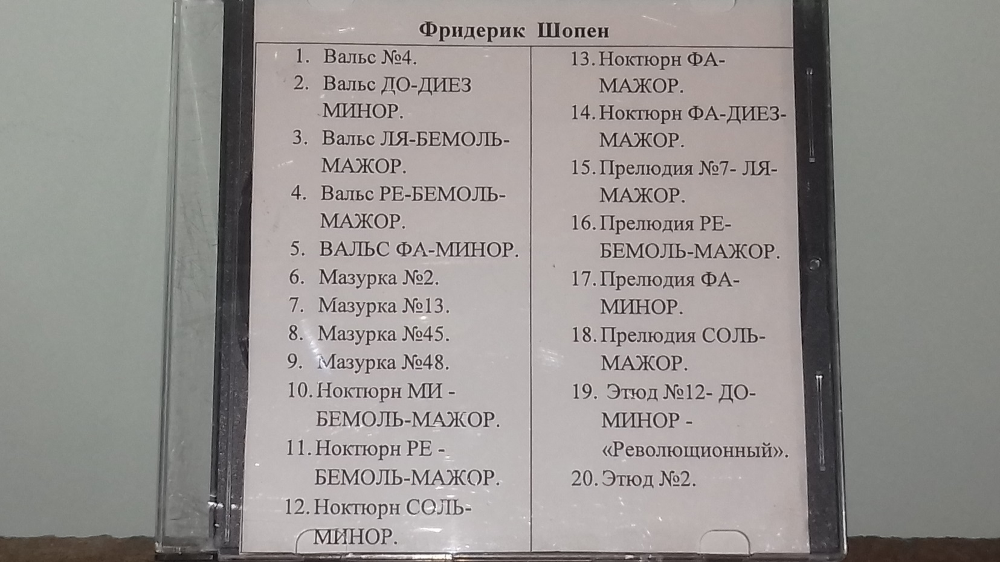 Фридерик Шопен
1. Вальс №4.
2. Вальс ДО-ДИЕЗ
МИНОР.
3. Вальс ЛЯ-БЕМОЛЬ-
МАЖОР.
4. Вальс РЕ-БЕМОЛЬ-
МАЖОР.
5. ВАЛЬС ФА-МИНОР.
6. Мазурка №2.
7. Мазурка №13.
8. Мазурка №45.
9. Мазурка №48.
10. Ноктюрн МИ -
БЕМОЛЬ-МАЖОР.
11. Ноктюрн РЕ -
БЕМОЛЬ-МАЖОР.
12. Ноктюрн СОЛЬ-
МИНОР.
13. Ноктюрн ФА-
МАЖОР.
14. Ноктюрн ФА-ДИЕЗ-
МАЖОР.
15. Прелюдия №7- ЛЯ-
МАЖОР.
16. Прелюдия РЕ-
БЕМОЛЬ-МАЖОР.
17. Прелюдия ФА-
МИНОР.
18. Прелюдия СОЛЬ-
МАЖОР.
19. Этюд №12- ДО-
МИНОР -
«Революционный».
20. Этюд №2.